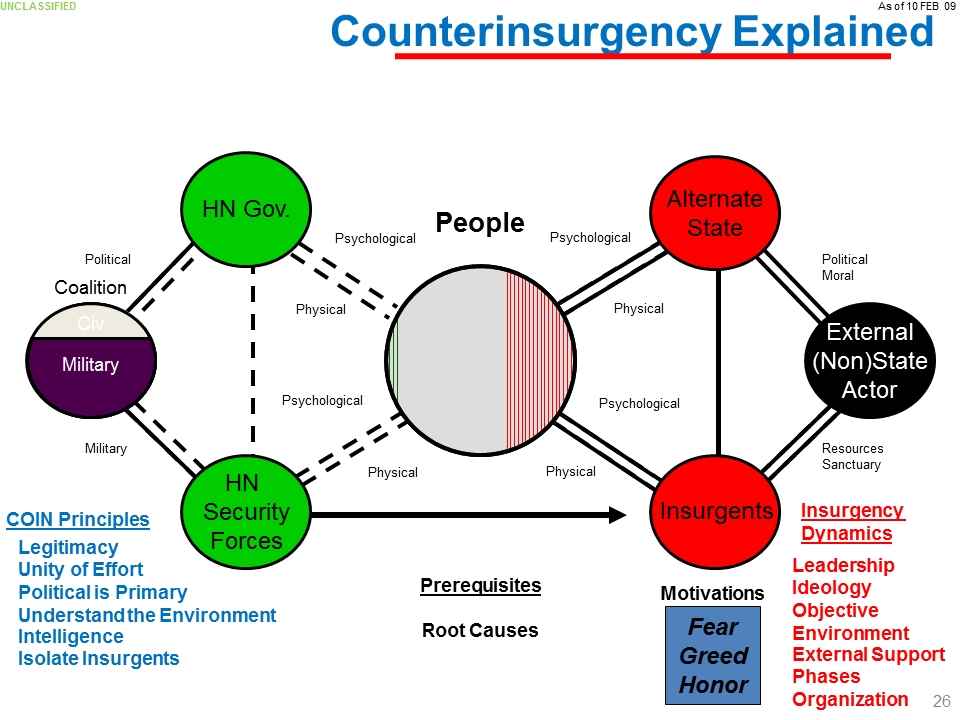 UNCLASSIFIED
As of 10 FEB 09
Counterinsurgency Explained
HN Gov.
Alternate
State
People
Psychological
Psychological
Political
Political
Moral
Coalition
Physical
Physical
Civ
Military
External
(Non)State
Actor
Psychological
Psychological
Military
Physical
Physical
Resources
Sanctuary
HN
Security
Forces
Insurgents
COIN Principles
Legitimacy
Unity of Effort
Political is Primary
Understand the Environment
Intelligence
Isolate Insurgents
Prerequisites
Root Causes
Motivations
Fear
Greed
Honor
Insurgency
Dynamics
Leadership
Ideology
Objective
Environment
External Support
Phases
Organization
26